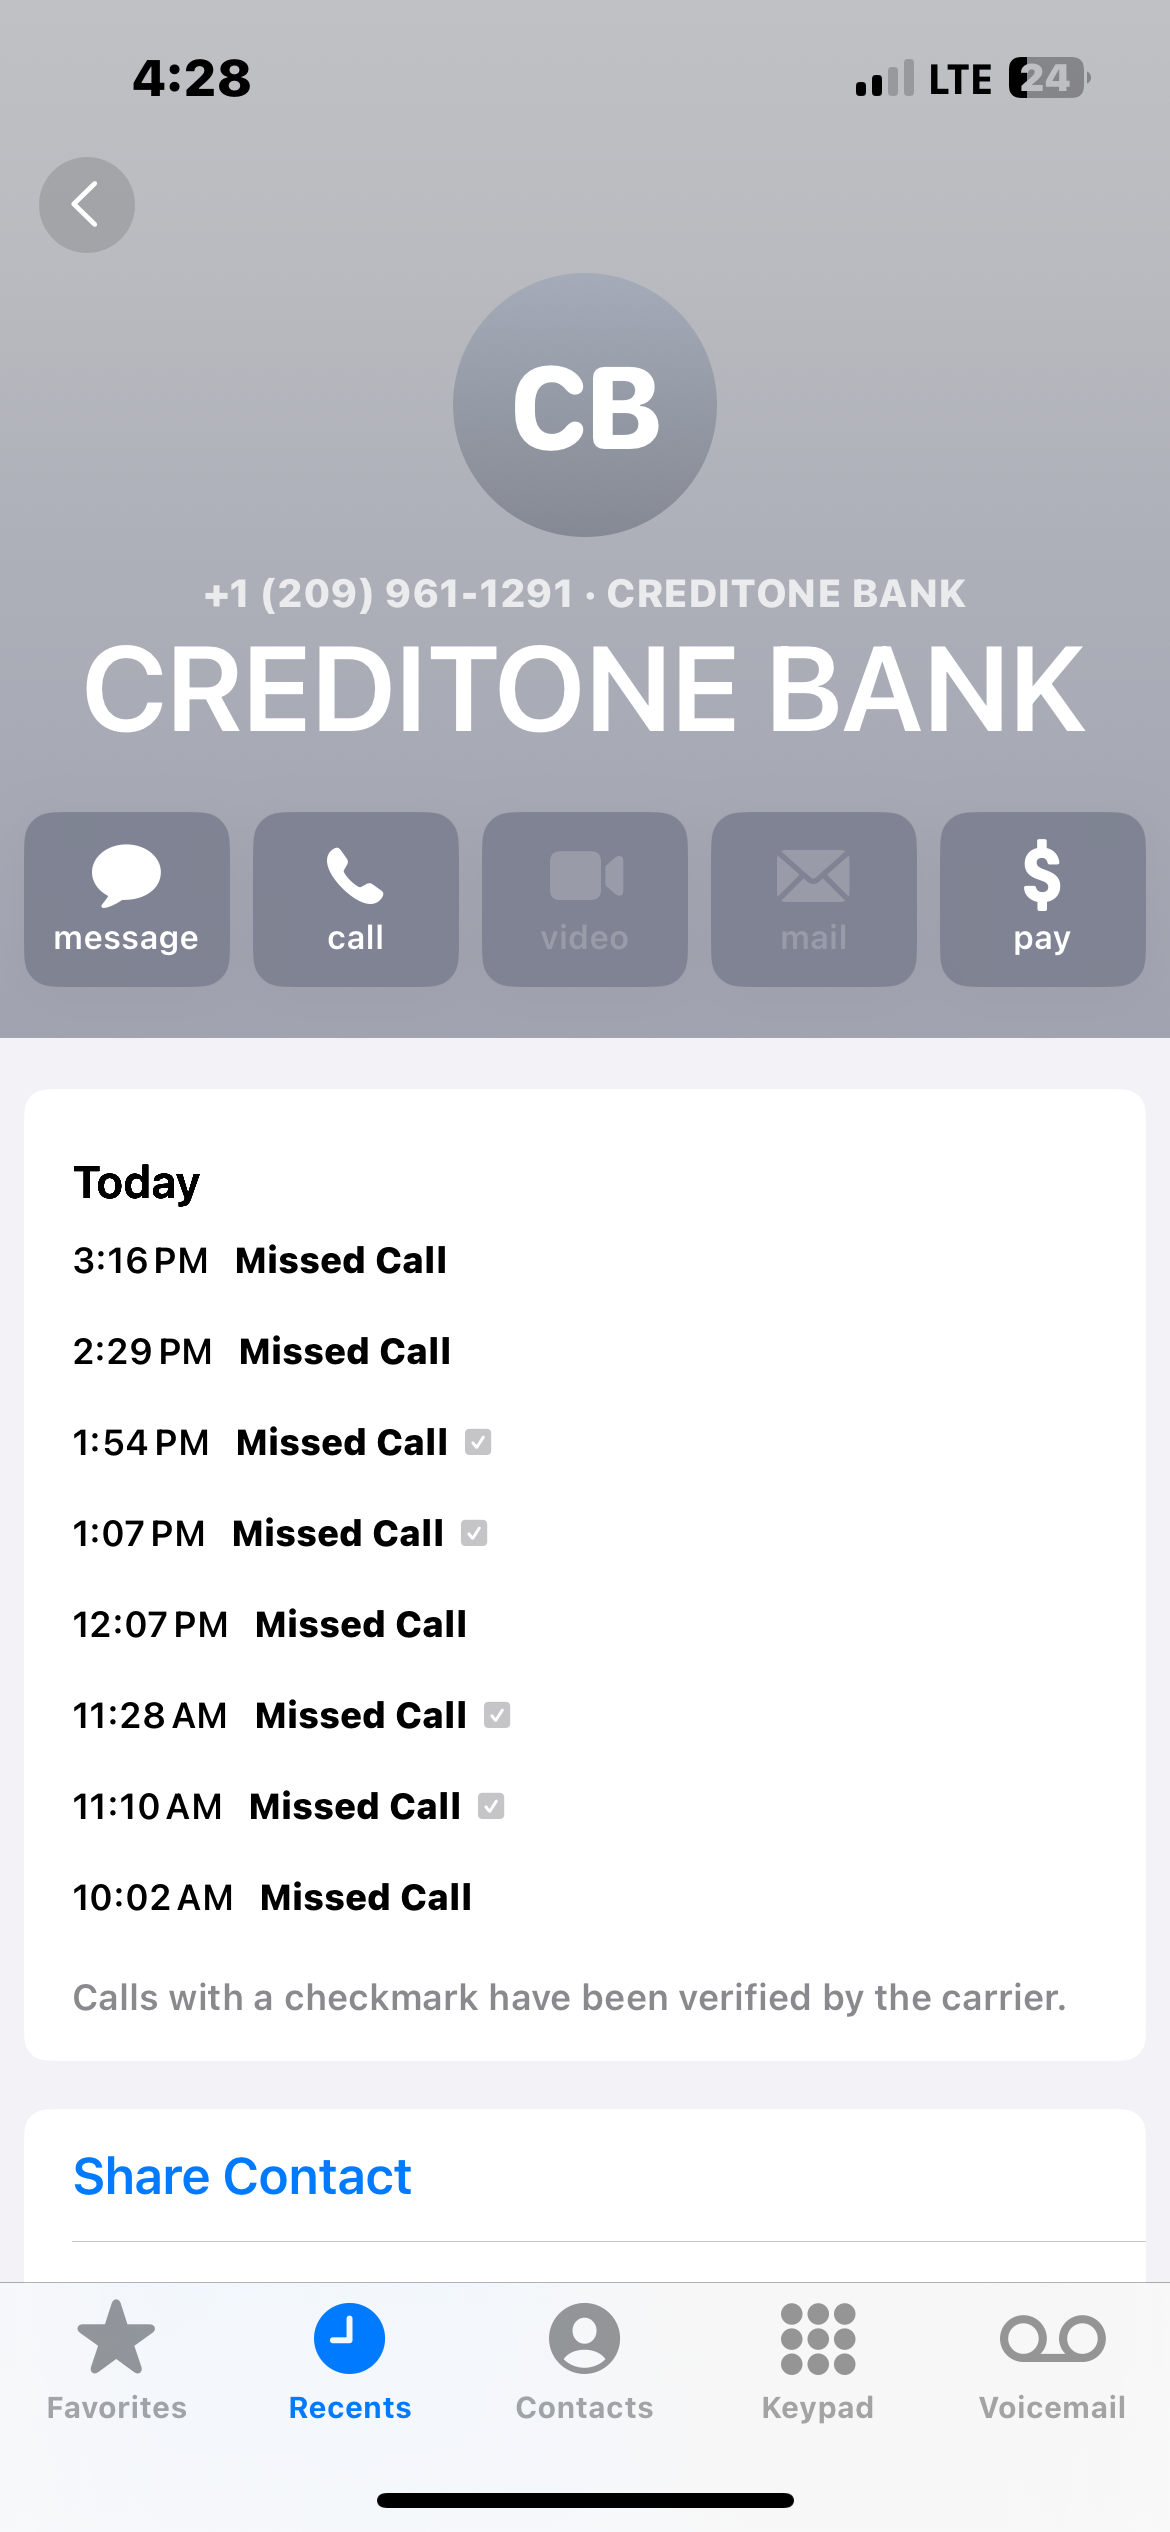 4:28
LTE 24
CB
+1 (209) 961-1291 · CREDITONE BANK
CREDITONE BANK
message call video mail pay
Today
3:16 PM Missed Call
2:29 PM Missed Call
1:54 PM Missed Call
1:07 PM Missed Call
12:07 PM Missed Call
11:28 AM Missed Call
11:10 AM Missed Call
10:02 AM Missed Call
Calls with a checkmark have been verified by the carrier.
Share Contact
Favorites Recents Contacts Keypad Voicemail